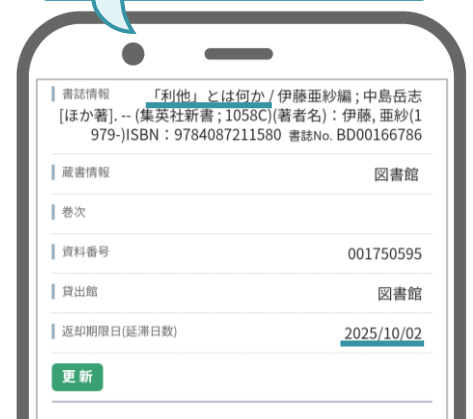 書誌情報 「利他」とは何か / 伊藤亜紗編 ; 中島岳志
[ほか著]. -- (集英社新書 ; 1058C)(著者名) : 伊藤, 亜紗(1
979-)ISBN : 9784087211580 書誌No. BD00166786
蔵書情報 図書館
巻次
資料番号 001750595
貸出館 図書館
返却期限日(延滞日数) 2025/10/02
更新